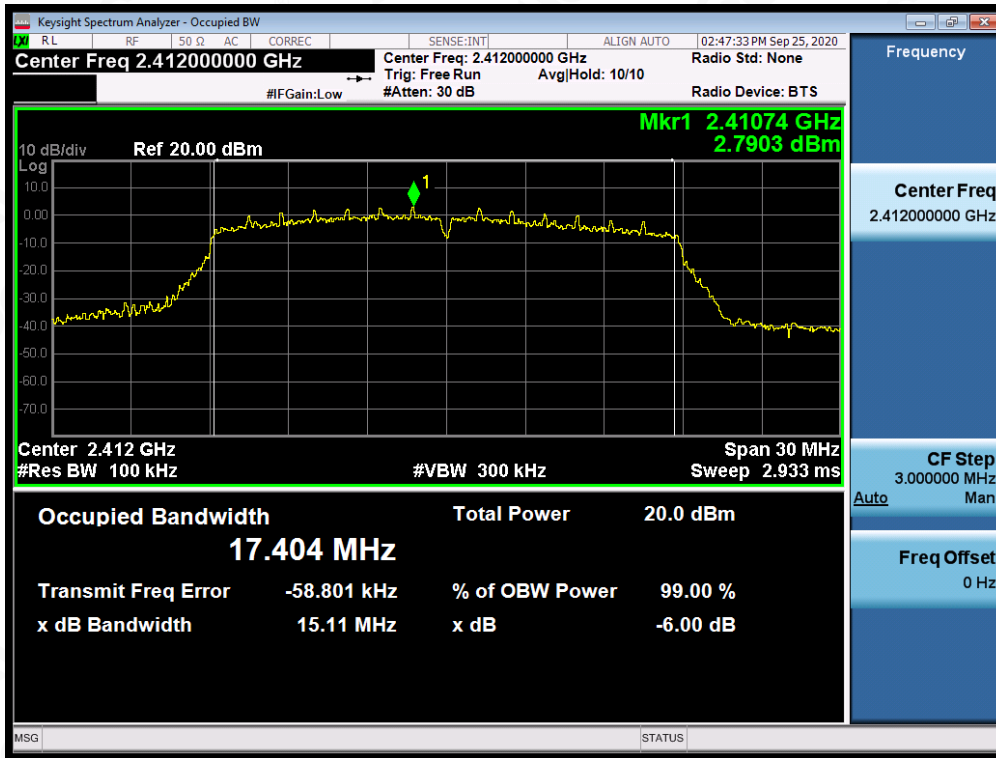 Keysight Spectrum Analyzer - Occupied BW
LXI RL RF 50 Ω AC CORREC SENSE:INT ALIGN AUTO 02:47:33 PM Sep 25, 2020
Center Freq 2.412000000 GHz
Center Freq: 2.412000000 GHz Radio Std: None
Trig: Free Run Avg|Hold: 10/10
#IFGain:Low #Atten: 30 dB Radio Device: BTS
Mkr1 2.41074 GHz
2.7903 dBm
10 dB/div Ref 20.00 dBm
Log
10.0
1
0.00
-10.0
-20.0
-30.0
-40.0
-50.0
-60.0
-70.0
Center 2.412 GHz Span 30 MHz
#Res BW 100 kHz #VBW 300 kHz Sweep 2.933 ms
Occupied Bandwidth Total Power 20.0 dBm
17.404 MHz
Transmit Freq Error -58.801 kHz % of OBW Power 99.00 %
x dB Bandwidth 15.11 MHz x dB -6.00 dB
MSG STATUS
Frequency
Center Freq
2.412000000 GHz
CF Step
3.000000 MHz
Auto Man
Freq Offset
0 Hz